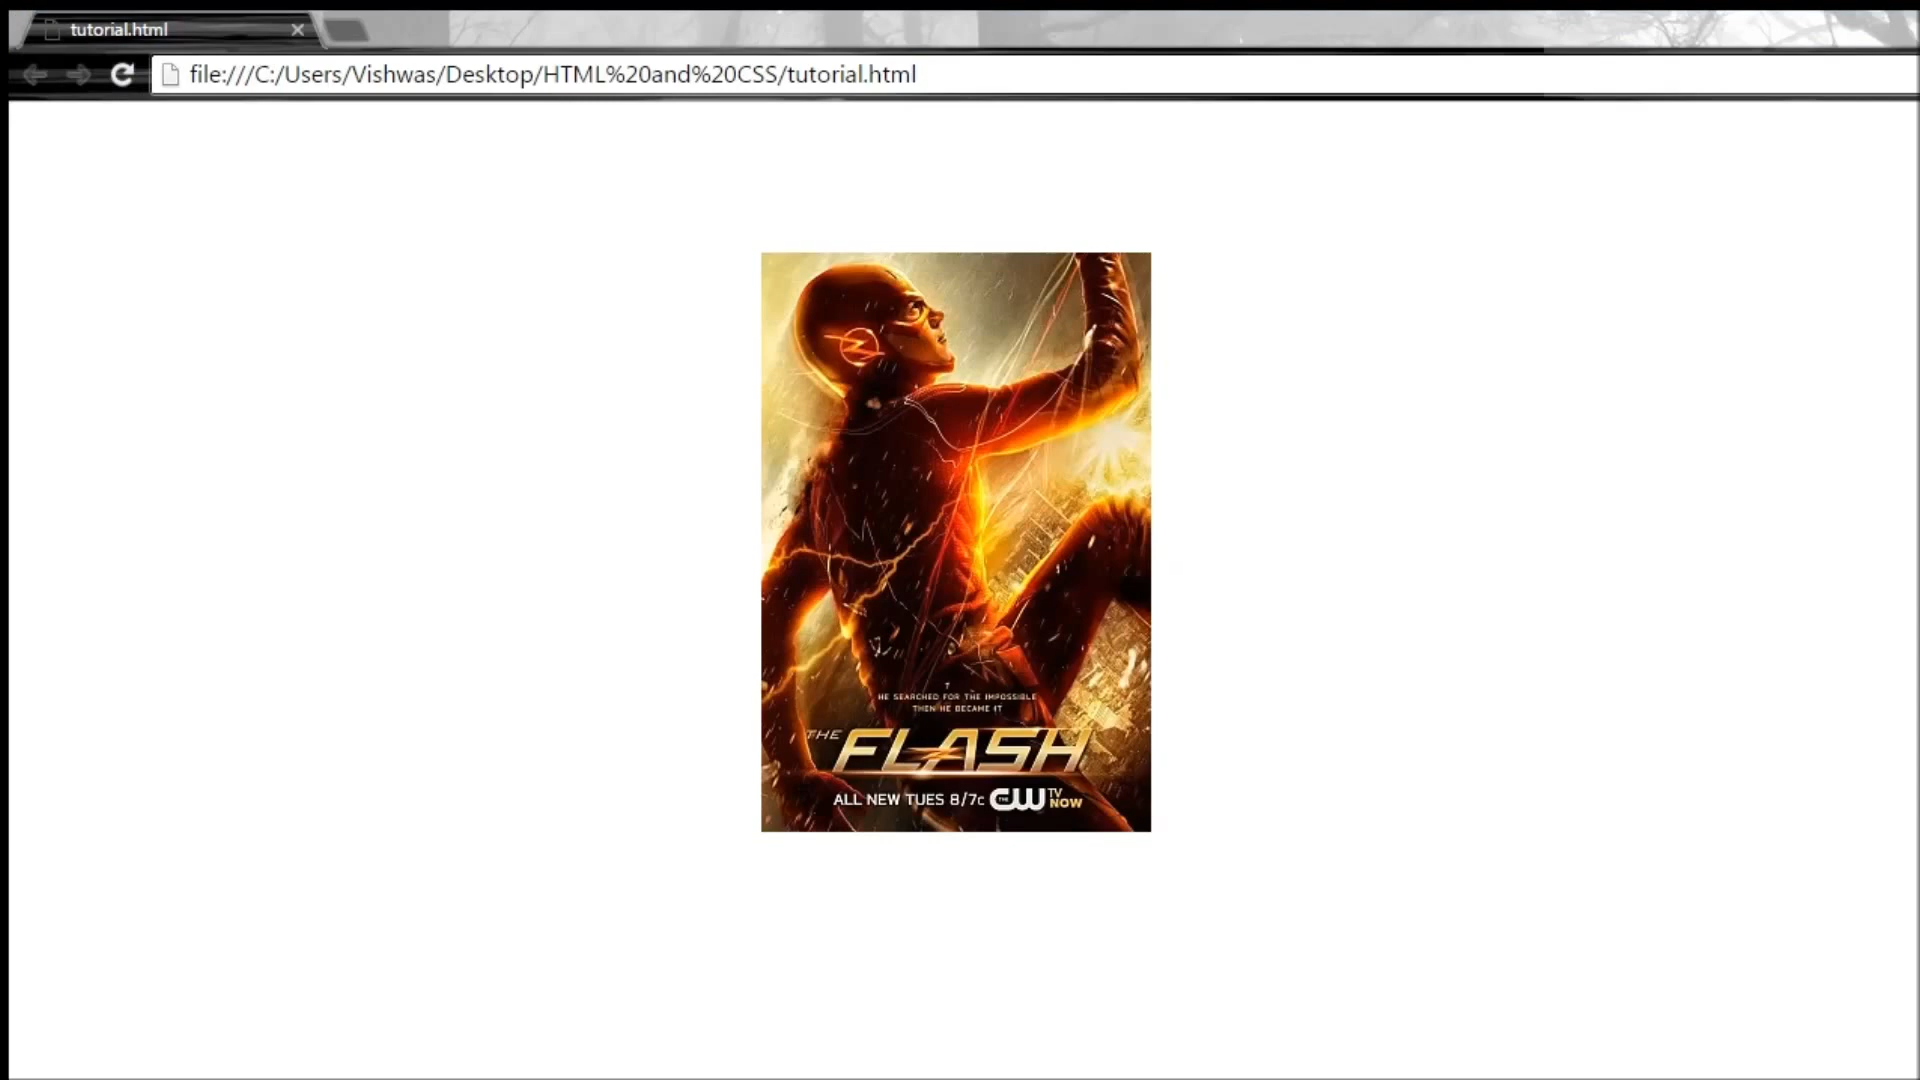 tutorial.html
file:///C:/Users/Vishwas/Desktop/HTML%20and%20CSS/tutorial.html
HE SEARCHED FOR THE IMPOSSIBLE
THEN HE BECAME IT
THE FLASH
ALL NEW TUES 8/7c THE CW TV NOW